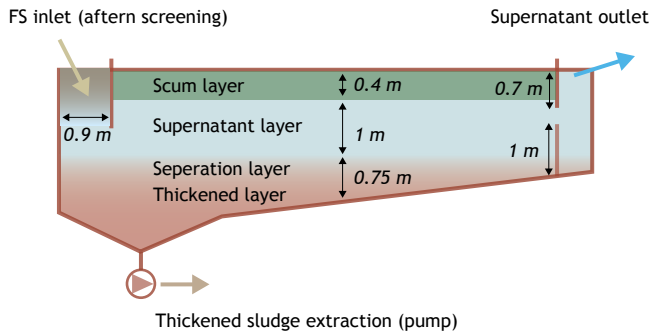 FS inlet (aftern screening)
Supernatant outlet
Scum layer
0.4 m
0.7 m
0.9 m
Supernatant layer
1 m
1 m
Seperation layer
0.75 m
Thickened layer
Thickened sludge extraction (pump)